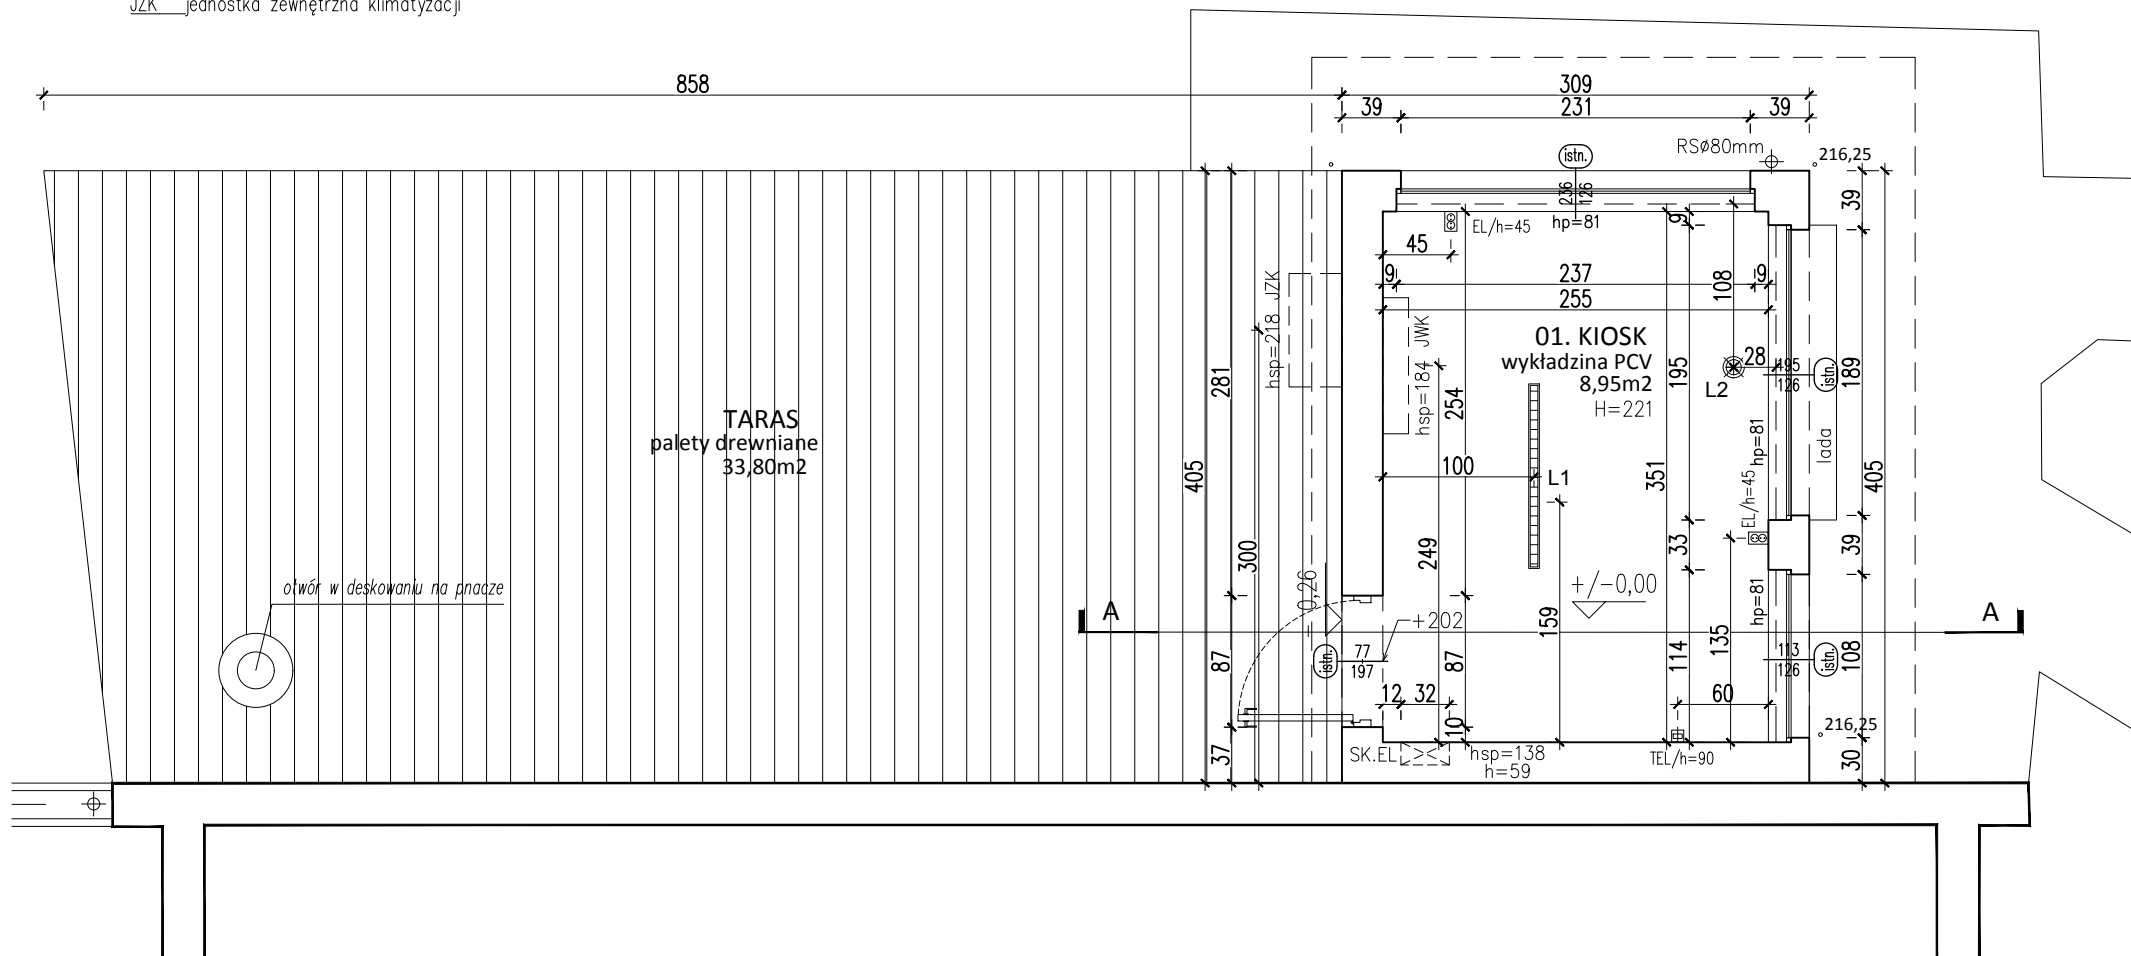 JZK jednostka zewnętrzna klimatyzacji
858
309
39
231
39
RSø80mm
216,25
istn.
236
126
hp=81
EL/h=45
45
9
39
9
237
9
108
255
hsp=218 JZK
hsp=184 JWK
01. KIOSK
wykładzina PCV
8,95m2
H=221
28
195
126
istn.
189
L2
195
281
254
TARAS
palety drewniane
33,80m2
hp=81
lada
405
100
L1
351
405
EL/h=45
300
249
33
39
otwór w deskowaniu na pnącze
-0,26
+/-0,00
hp=81
A
+202
159
A
istn.
77
197
87
87
114
135
113
126
istn.
108
12
32
60
11
10
216,25
37
SK.EL
hsp=138
h=59
TEL/h=90
30